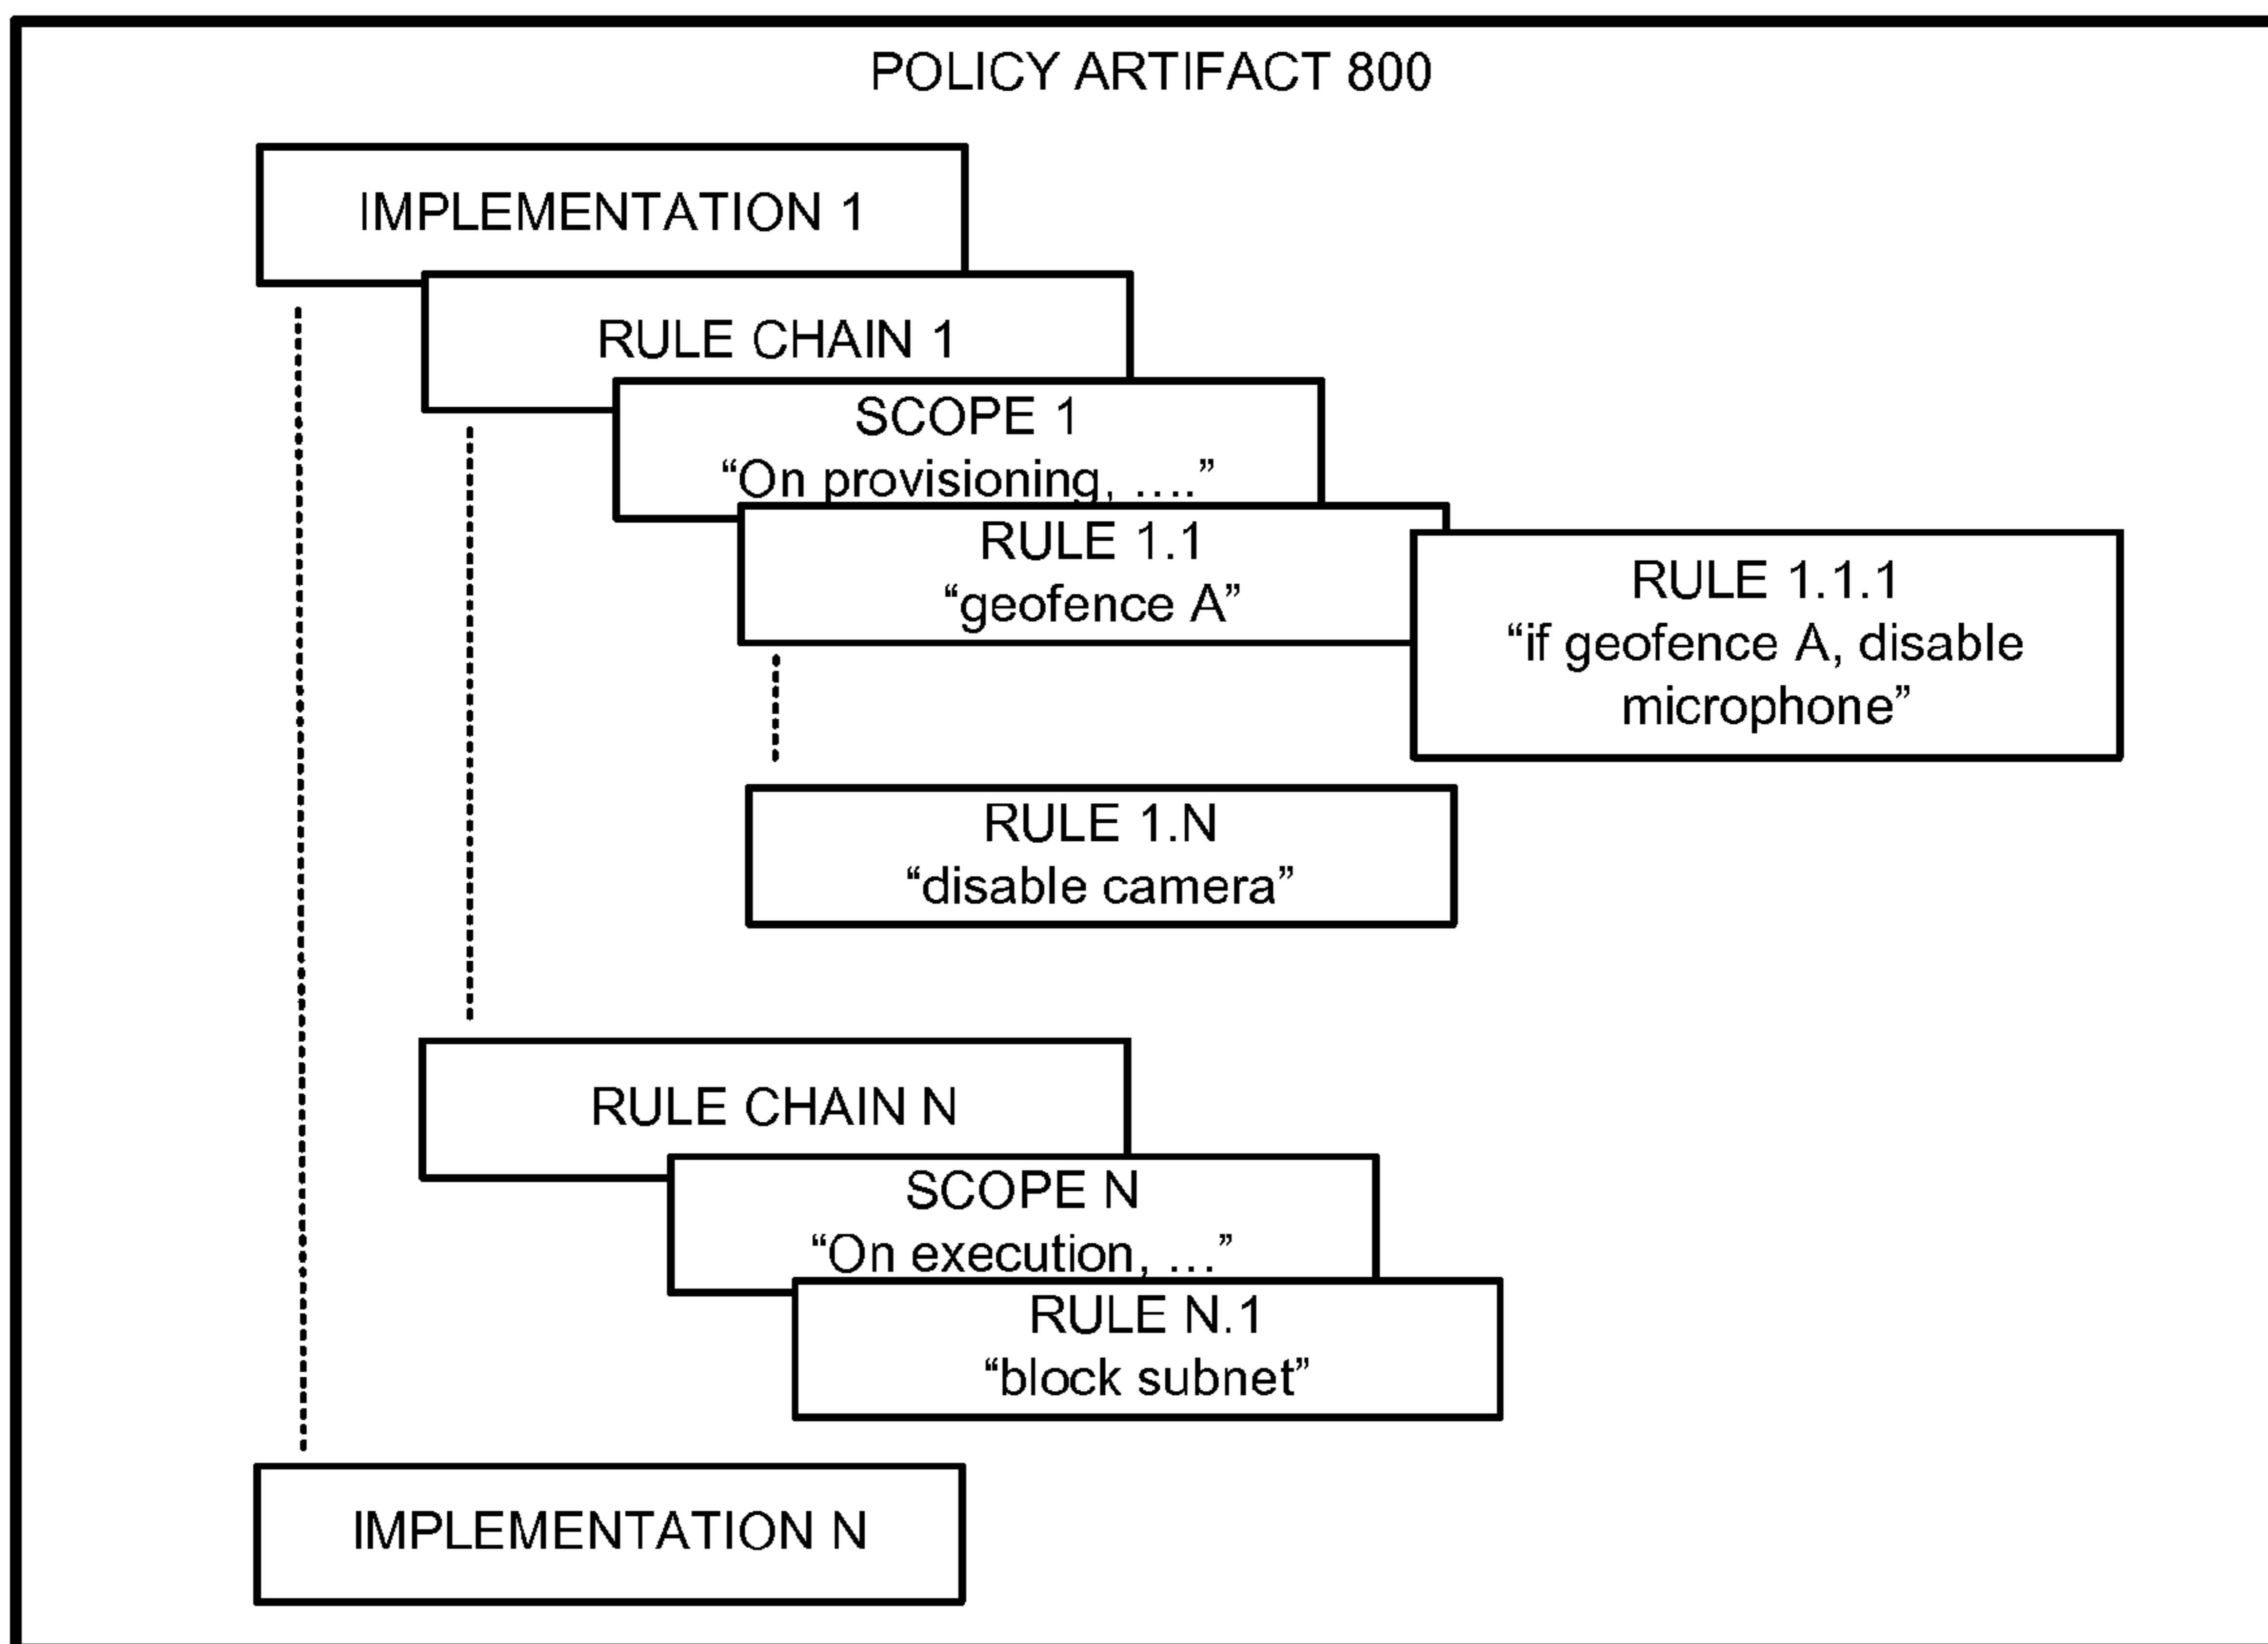 POLICY ARTIFACT 800
IMPLEMENTATION 1
RULE CHAIN 1
SCOPE 1
“On provisioning, ....”
RULE 1.1
“geofence A”
RULE 1.1.1
“if geofence A, disable
microphone”
RULE 1.N
“disable camera”
RULE CHAIN N
SCOPE N
“On execution, ...”
RULE N.1
“block subnet”
IMPLEMENTATION N